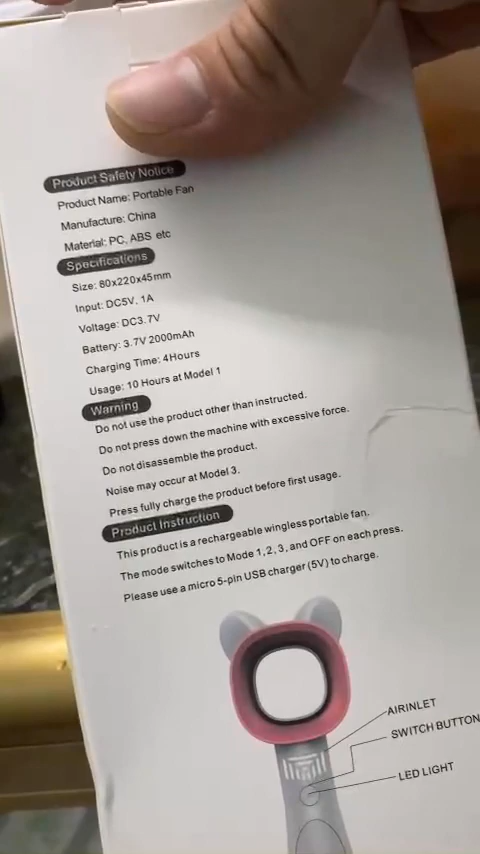 Product Safety Notice
Product Name: Portable Fan
Manufacture: China
Material: PC, ABS etc
Specifications
Size: 80x220x45mm
Input: DC5V, 1A
Voltage: DC3.7V
Battery: 3.7V 2000mAh
Charging Time: 4Hours
Usage: 10 Hours at Model 1
Warning
Do not use the product other than instructed.
Do not press down the machine with excessive force.
Do not disassemble the product.
Noise may occur at Model 3.
Press fully charge the product before first usage.
Product Instruction
This product is a rechargeable wingless portable fan.
The mode switches to Mode 1, 2, 3, and OFF on each press.
Please use a micro 5-pin USB charger (5V) to charge.
AIRINLET
SWITCH BUTTON
LED LIGHT